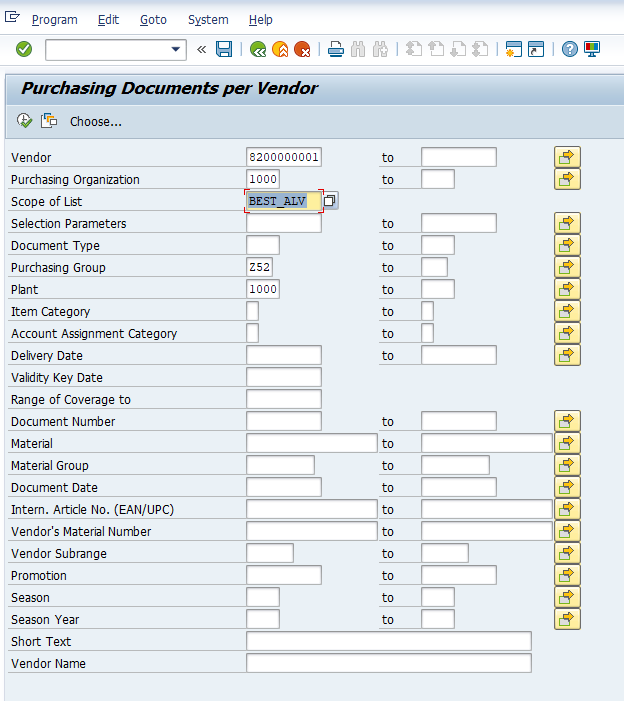 Program Edit Goto System Help
Purchasing Documents per Vendor
Choose...
Vendor 8200000001 to
Purchasing Organization 1000 to
Scope of List BEST_ALV
Selection Parameters to
Document Type to
Purchasing Group Z52 to
Plant 1000 to
Item Category to
Account Assignment Category to
Delivery Date to
Validity Key Date
Range of Coverage to
Document Number to
Material to
Material Group to
Document Date to
Intern. Article No. (EAN/UPC) to
Vendor's Material Number to
Vendor Subrange to
Promotion to
Season to
Season Year to
Short Text
Vendor Name